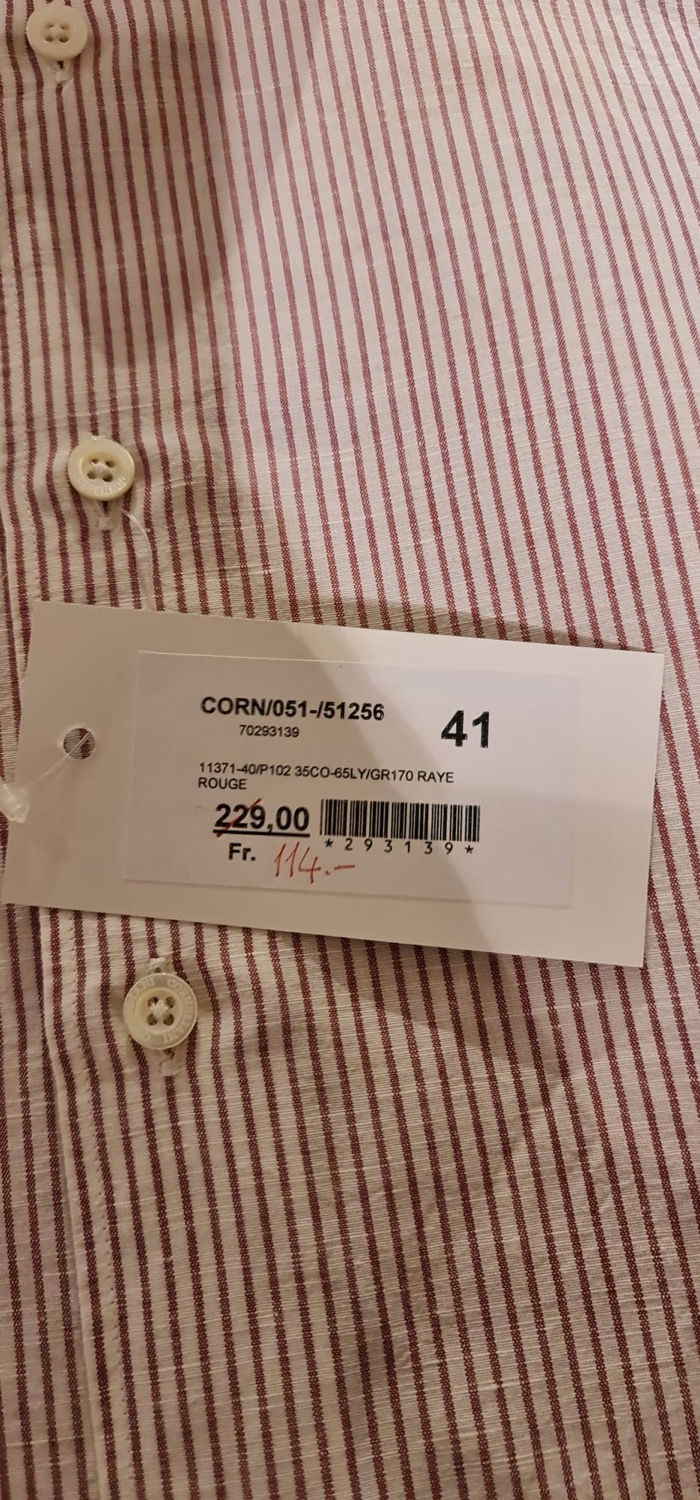 CORN/051-/51256
41
70293139
11371-40/P102 35CO-65LY/GR170 RAYE
ROUGE
229,00
*293139*
Fr. 114.-